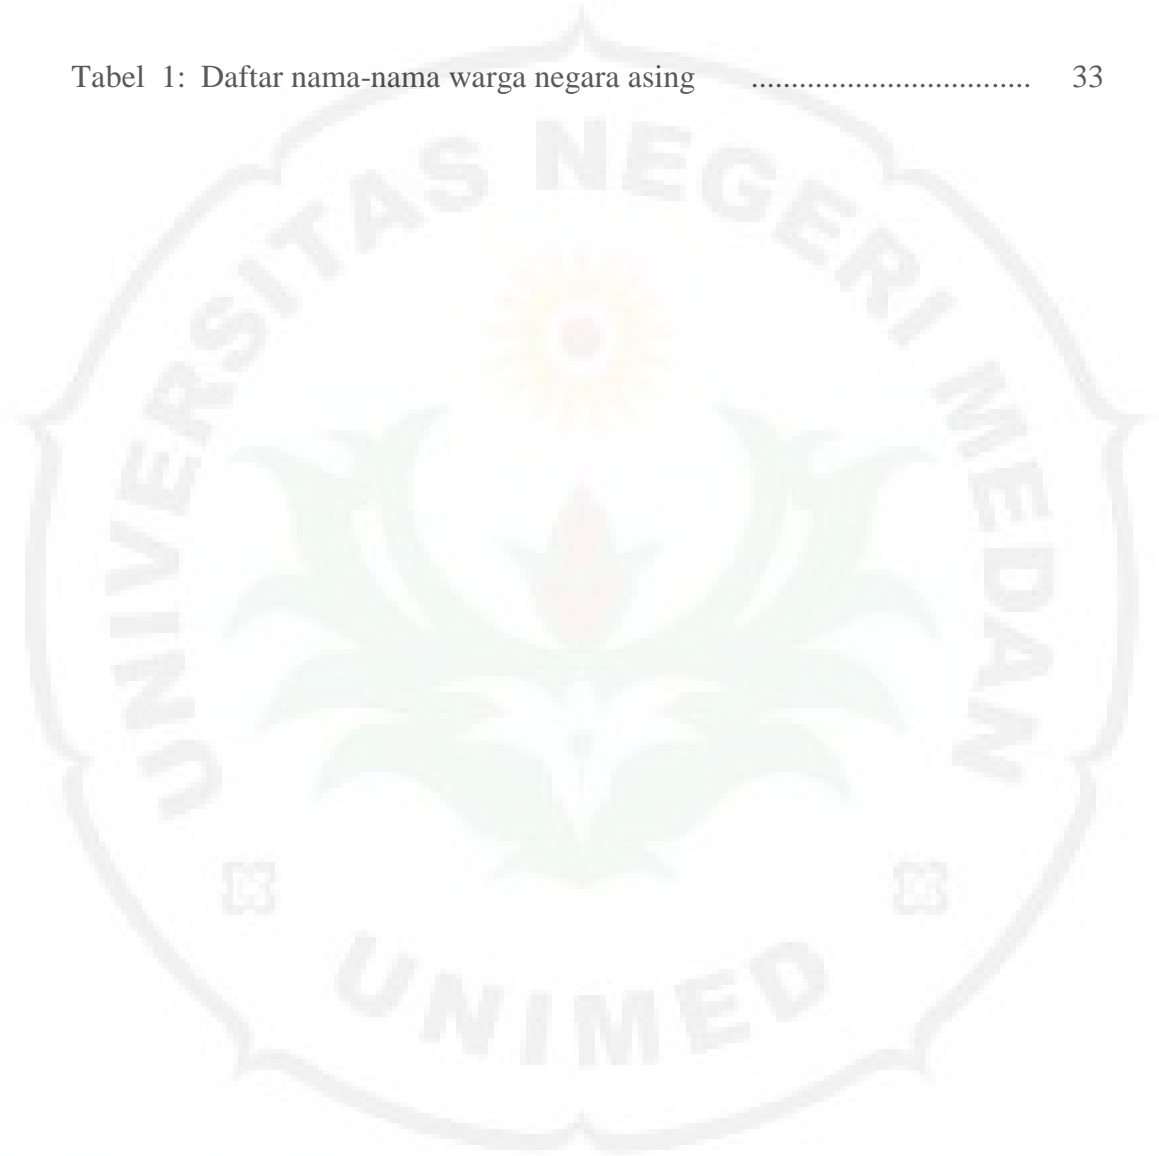 Tabel 1: Daftar nama-nama warga negara asing ................................... 33
UNIVERSITAS NEGERI MEDAN
UNIMED